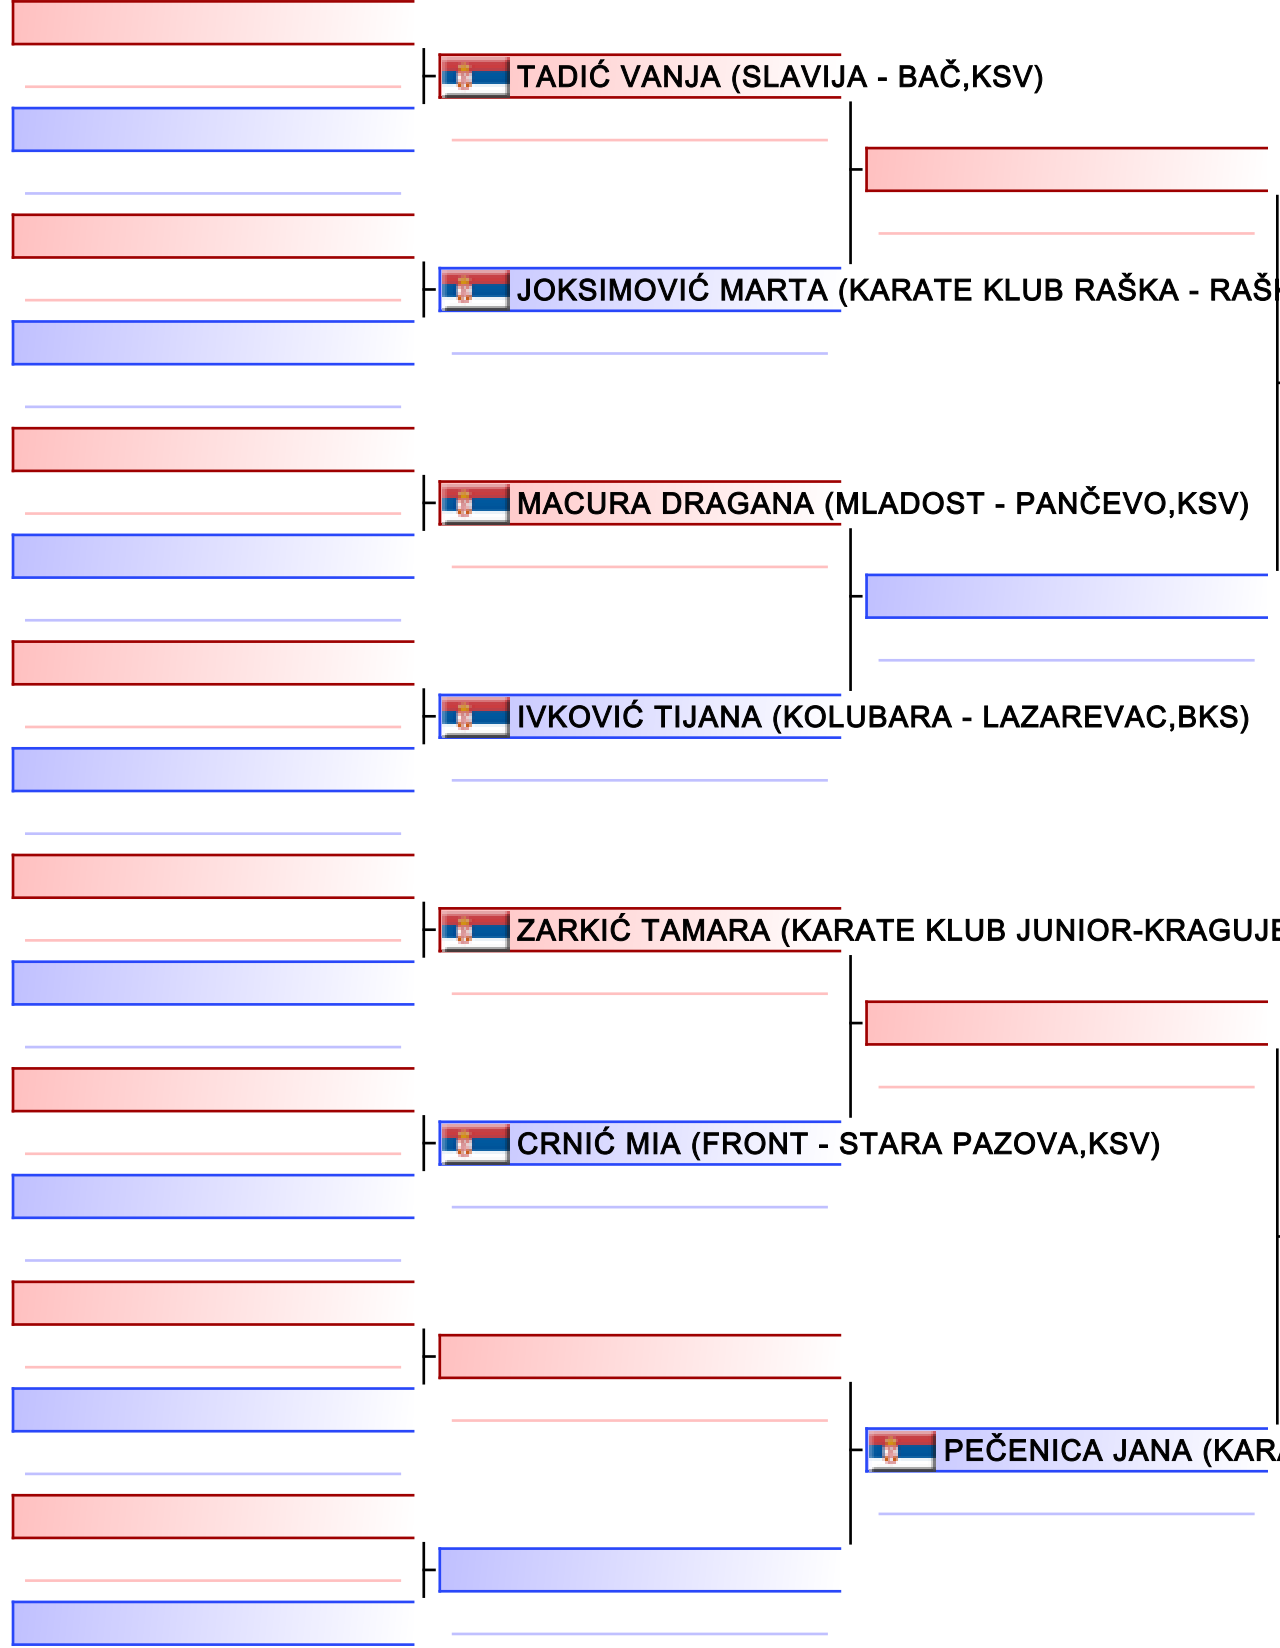 TADIĆ VANJA (SLAVIJA - BAČ,KSV)
JOKSIMOVIĆ MARTA (KARATE KLUB RAŠKA - RAŠ
MACURA DRAGANA (MLADOST - PANČEVO,KSV)
IVKOVIĆ TIJANA (KOLUBARA - LAZAREVAC,BKS)
ZARKIĆ TAMARA (KARATE KLUB JUNIOR-KRAGUJE
CRNIĆ MIA (FRONT - STARA PAZOVA,KSV)
PEČENICA JANA (KAR